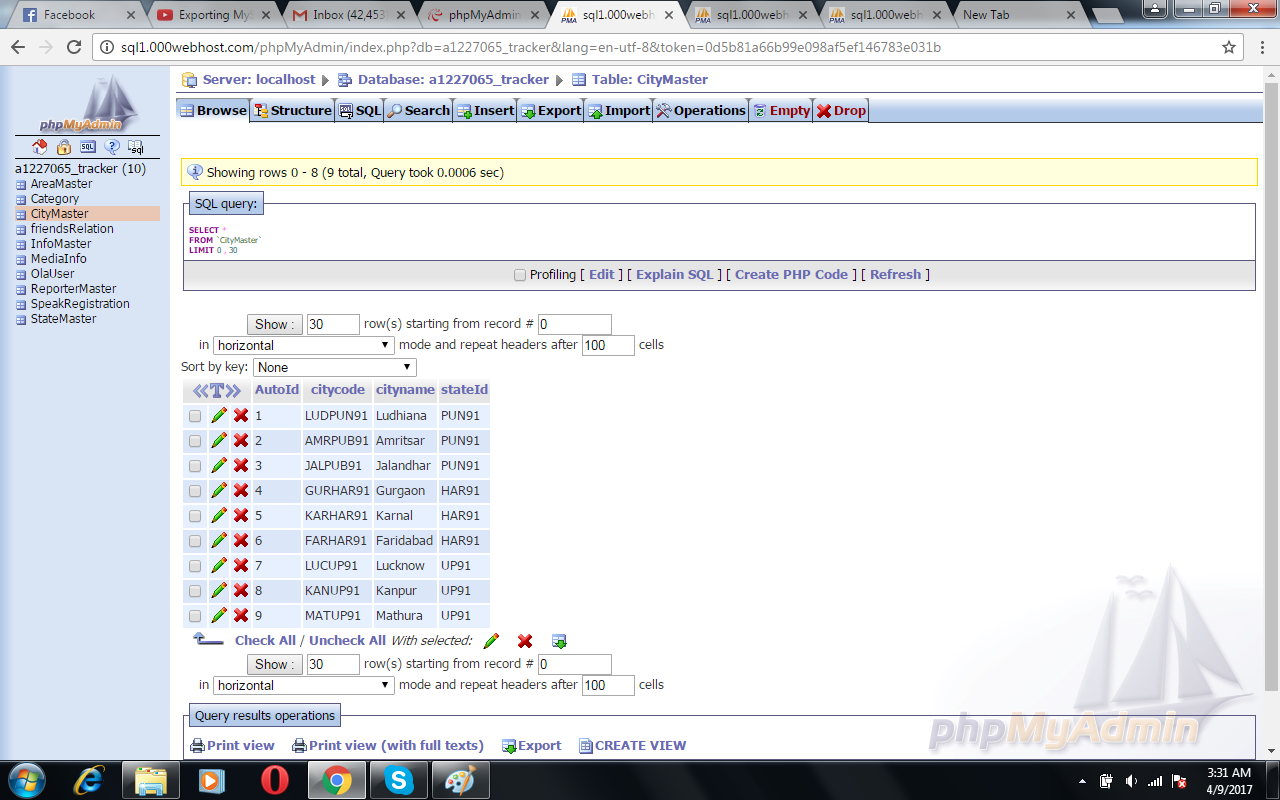 Facebook
Exporting MyS
Inbox (42,453)
phpMyAdmin
PMA sql1.000webh
PMA sql1.000webh
PMA sql1.000webh
New Tab
sql1.000webhost.com/phpMyAdmin/index.php?db=a1227065_tracker&lang=en-utf-8&token=0d5b81a66b99e098af5ef146783e031b
phpMyAdmin
SQL ? sql
a1227065_tracker (10)
AreaMaster
Category
CityMaster
friendsRelation
InfoMaster
MediaInfo
OlaUser
ReporterMaster
SpeakRegistration
StateMaster
Server: localhost Database: a1227065_tracker Table: CityMaster
Browse Structure SQL Search Insert Export Import Operations Empty Drop
Showing rows 0 - 8 (9 total, Query took 0.0006 sec)
SQL query:
SELECT *
FROM `CityMaster`
LIMIT 0 , 30
Profiling [ Edit ] [ Explain SQL ] [ Create PHP Code ] [ Refresh ]
Show : 30 row(s) starting from record # 0
in horizontal mode and repeat headers after 100 cells
Sort by key: None
T AutoId citycode cityname stateId
1 LUDPUN91 Ludhiana PUN91
2 AMRPUB91 Amritsar PUN91
3 JALPUB91 Jalandhar PUN91
4 GURHAR91 Gurgaon HAR91
5 KARHAR91 Karnal HAR91
6 FARHAR91 Faridabad HAR91
7 LUCUP91 Lucknow UP91
8 KANUP91 Kanpur UP91
9 MATUP91 Mathura UP91
Check All / Uncheck All With selected:
Show : 30 row(s) starting from record # 0
in horizontal mode and repeat headers after 100 cells
Query results operations
Print view Print view (with full texts) Export CREATE VIEW
phpMyAdmin
3:31 AM
4/9/2017